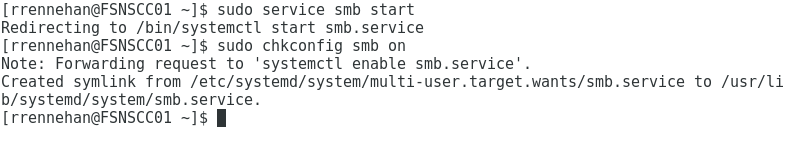 [rrennehan@FSNSCC01 ~]$ sudo service smb start
Redirecting to /bin/systemctl start smb.service
[rrennehan@FSNSCC01 ~]$ sudo chkconfig smb on
Note: Forwarding request to 'systemctl enable smb.service'.
Created symlink from /etc/systemd/system/multi-user.target.wants/smb.service to /usr/li
b/systemd/system/smb.service.
[rrennehan@FSNSCC01 ~]$